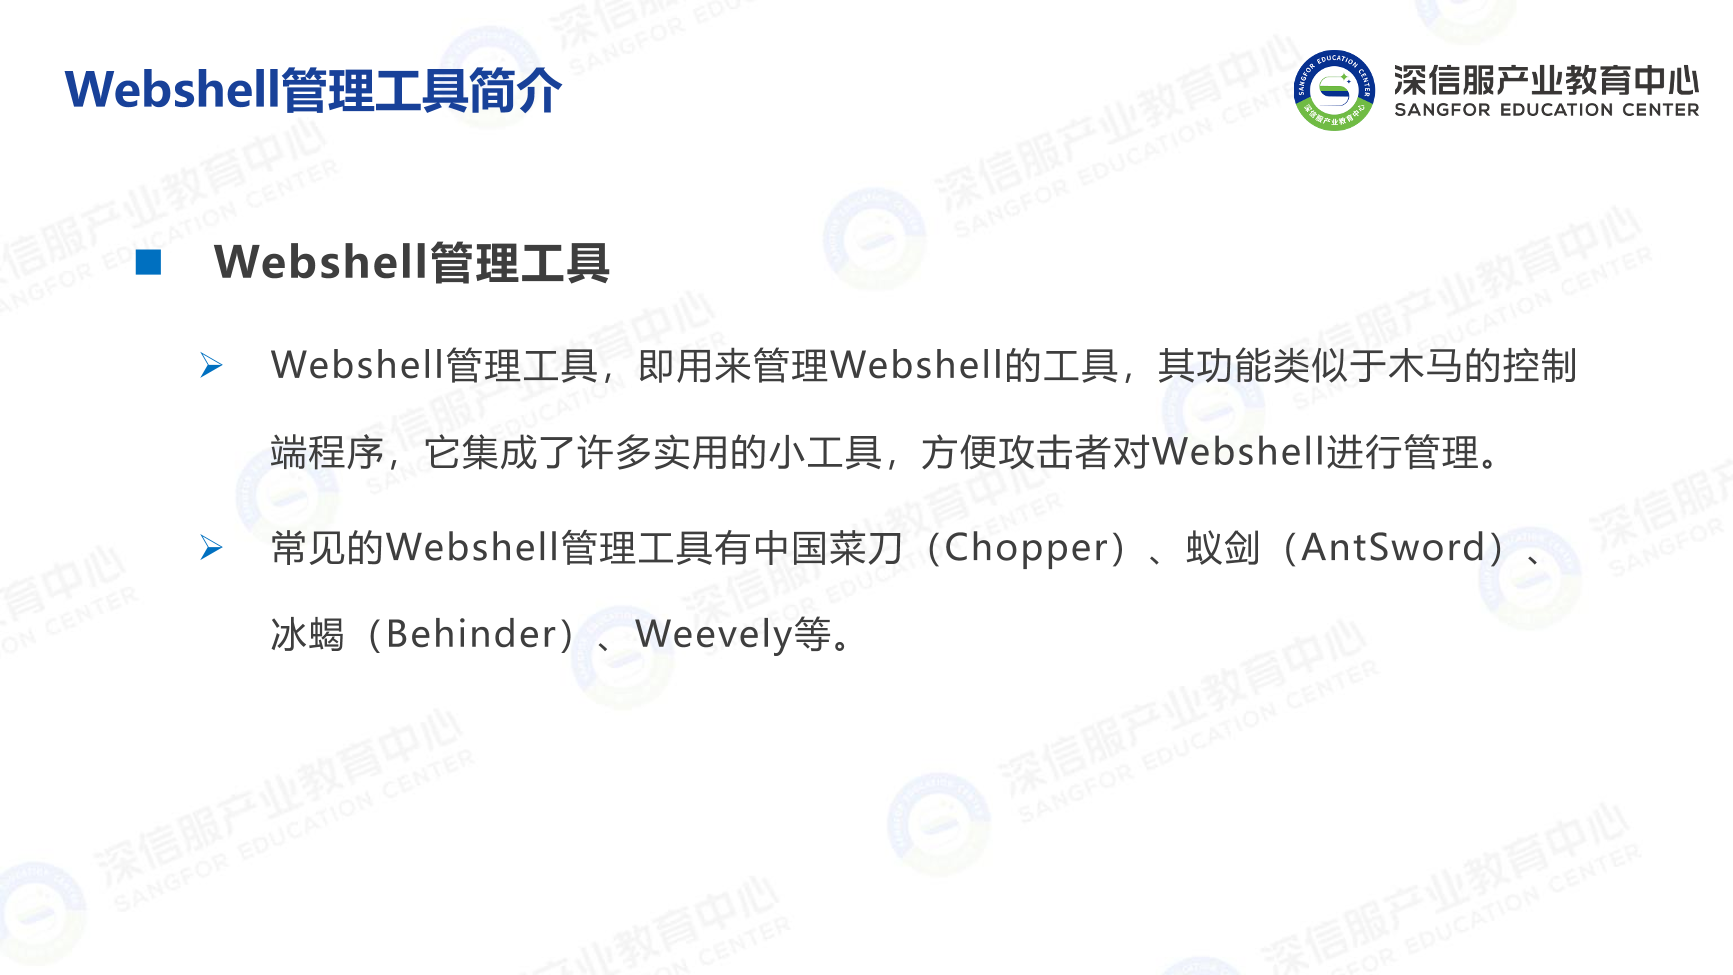 Webshell管理工具简介
深信服产业教育中心
SANGFOR EDUCATION CENTER
Webshell管理工具
Webshell管理工具，即用来管理Webshell的工具，其功能类似于木马的控制
端程序， 它集成了许多实用的小工具，方便攻击者对Webshell进行管理。
常见的Webshell管理工具有中国菜刀（Chopper）、蚁剑（AntSword）、
冰蝎（Behinder）、 Weevely等。